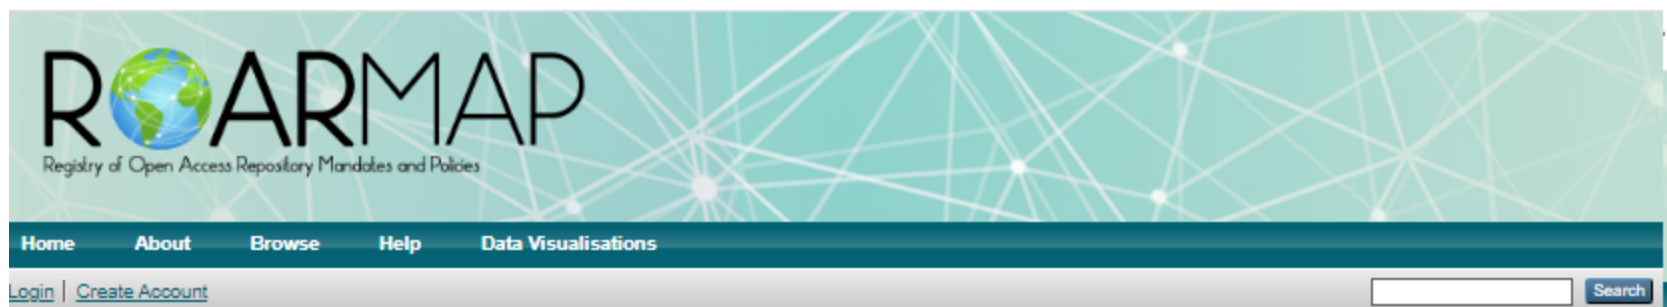 ROARMAP
Registry of Open Access Repository Mandates and Policies
Home About Browse Help Data Visualisations
Login | Create Account Search